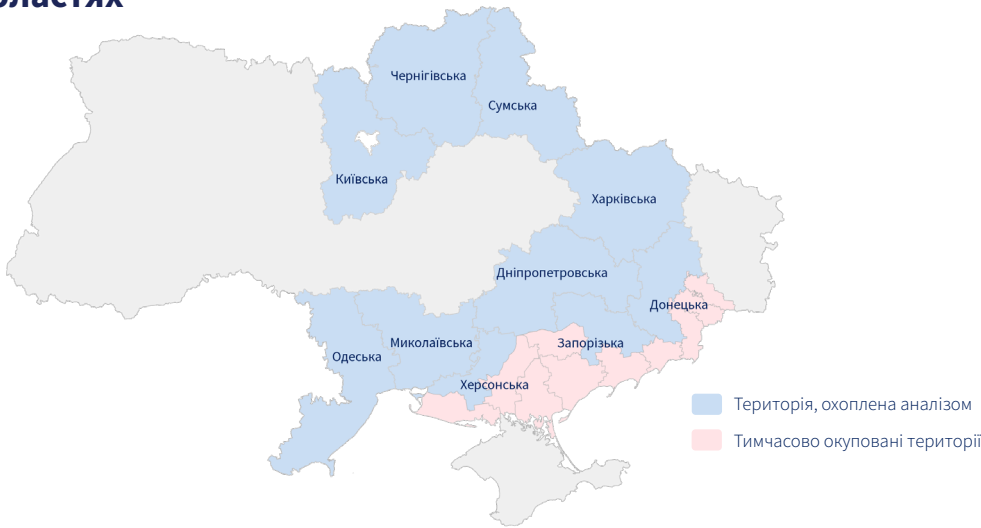 Чернігівська
Сумська
Київська
Харківська
Дніпропетровська
Донецька
Миколаївська
Запорізька
Одеська
Херсонська
Територія, охоплена аналізом
Тимчасово окуповані території